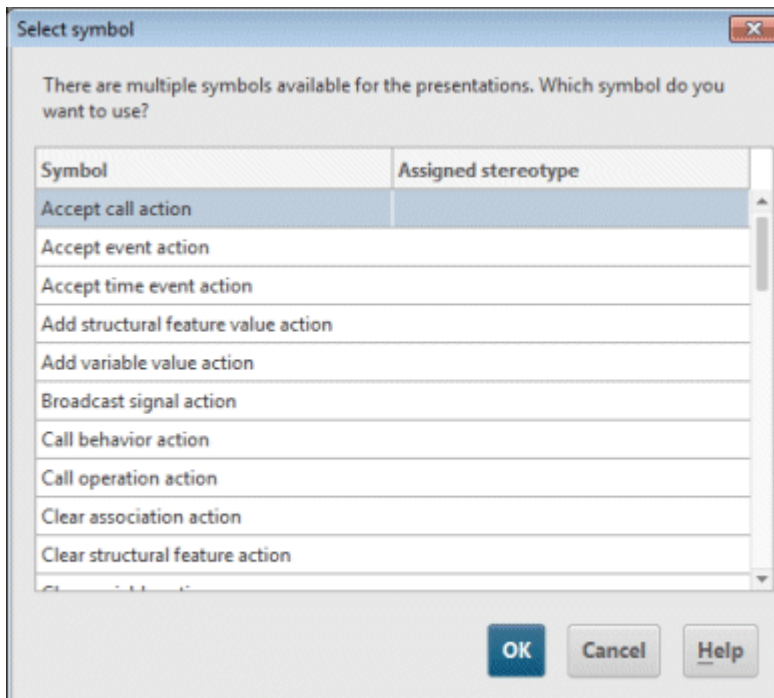 Select symbol
There are multiple symbols available for the presentations. Which symbol do you
want to use?
Symbol Assigned stereotype
Accept call action
Accept event action
Accept time event action
Add structural feature value action
Add variable value action
Broadcast signal action
Call behavior action
Call operation action
Clear association action
Clear structural feature action
OK Cancel Help